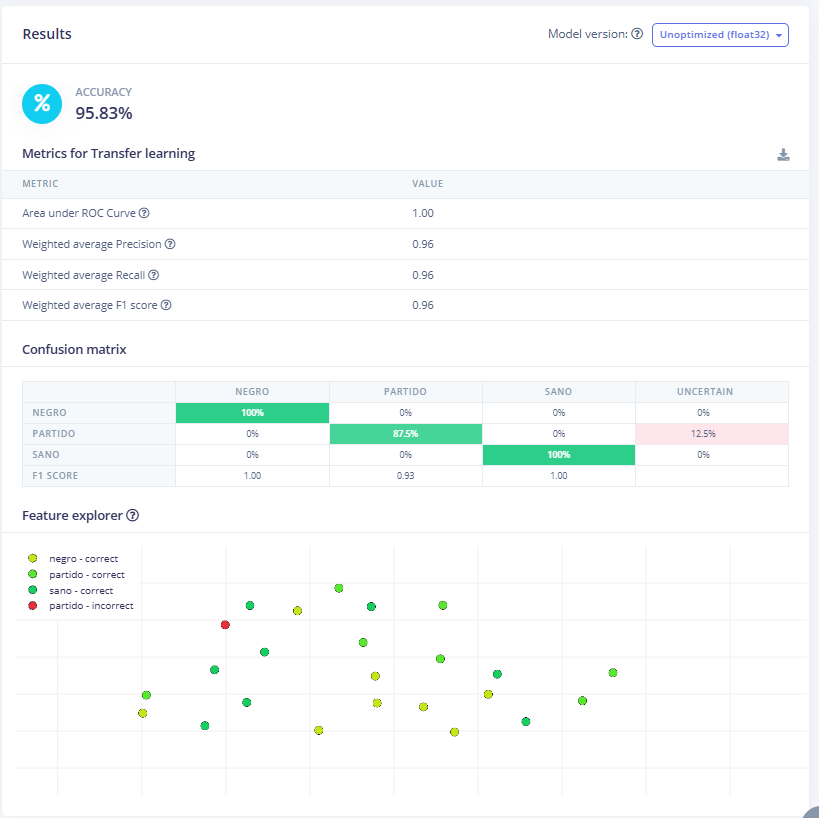 Results
Model version: Unoptimized (float32)
%
ACCURACY
95.83%
Metrics for Transfer learning
METRIC VALUE
Area under ROC Curve ? 1.00
Weighted average Precision ? 0.96
Weighted average Recall ? 0.96
Weighted average F1 score ? 0.96
Confusion matrix
NEGRO PARTIDO SANO UNCERTAIN
NEGRO 100% 0% 0% 0%
PARTIDO 0% 87.5% 0% 12.5%
SANO 0% 0% 100% 0%
F1 SCORE 1.00 0.93 1.00
Feature explorer ?
negro - correct
partido - correct
sano - correct
partido - incorrect